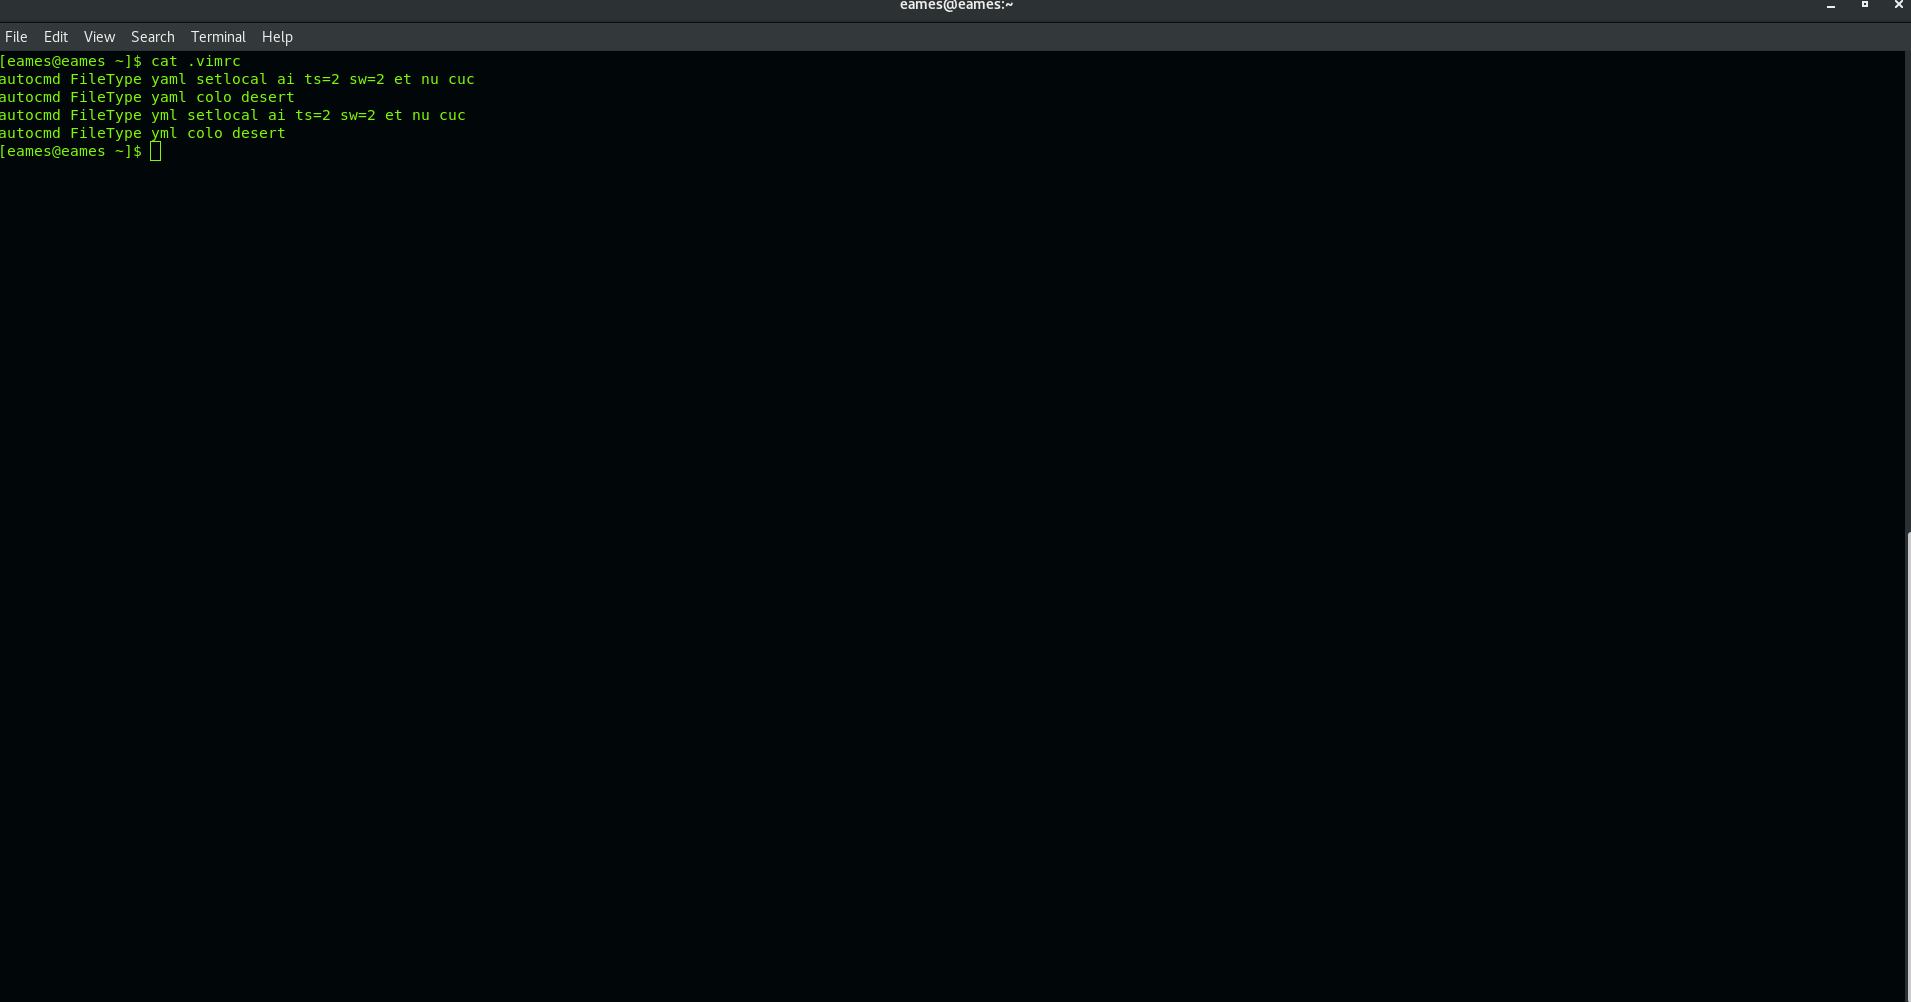 eames@eames:~
File Edit View Search Terminal Help
[eames@eames ~]$ cat .vimrc
autocmd FileType yaml setlocal ai ts=2 sw=2 et nu cuc
autocmd FileType yaml colo desert
autocmd FileType yml setlocal ai ts=2 sw=2 et nu cuc
autocmd FileType yml colo desert
[eames@eames ~]$